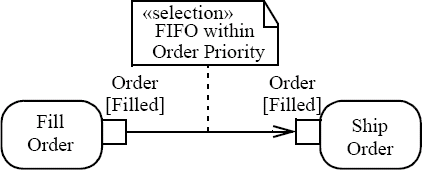 «selection»
FIFO within
Order Priority
Order
[Filled]
Order
[Filled]
Fill
Order
Ship
Order